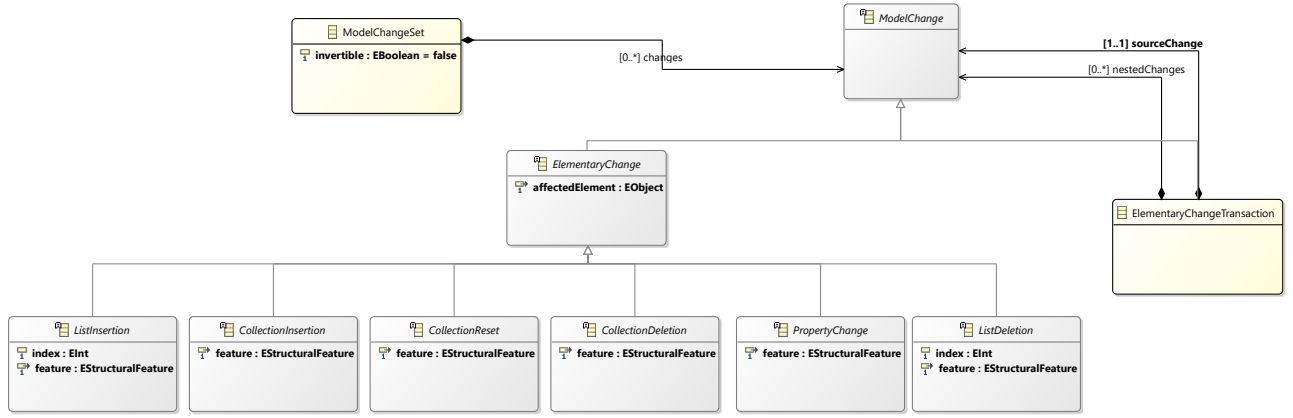 ModelChangeSet
invertible : EBoolean = false
[0..*] changes
ModelChange
[1..1] sourceChange
[0..*] nestedChanges
ElementaryChange
affectedElement : EObject
ElementaryChangeTransaction
ListInsertion
index : EInt
feature : EStructuralFeature
CollectionInsertion
feature : EStructuralFeature
CollectionReset
feature : EStructuralFeature
CollectionDeletion
feature : EStructuralFeature
PropertyChange
feature : EStructuralFeature
ListDeletion
index : EInt
feature : EStructuralFeature